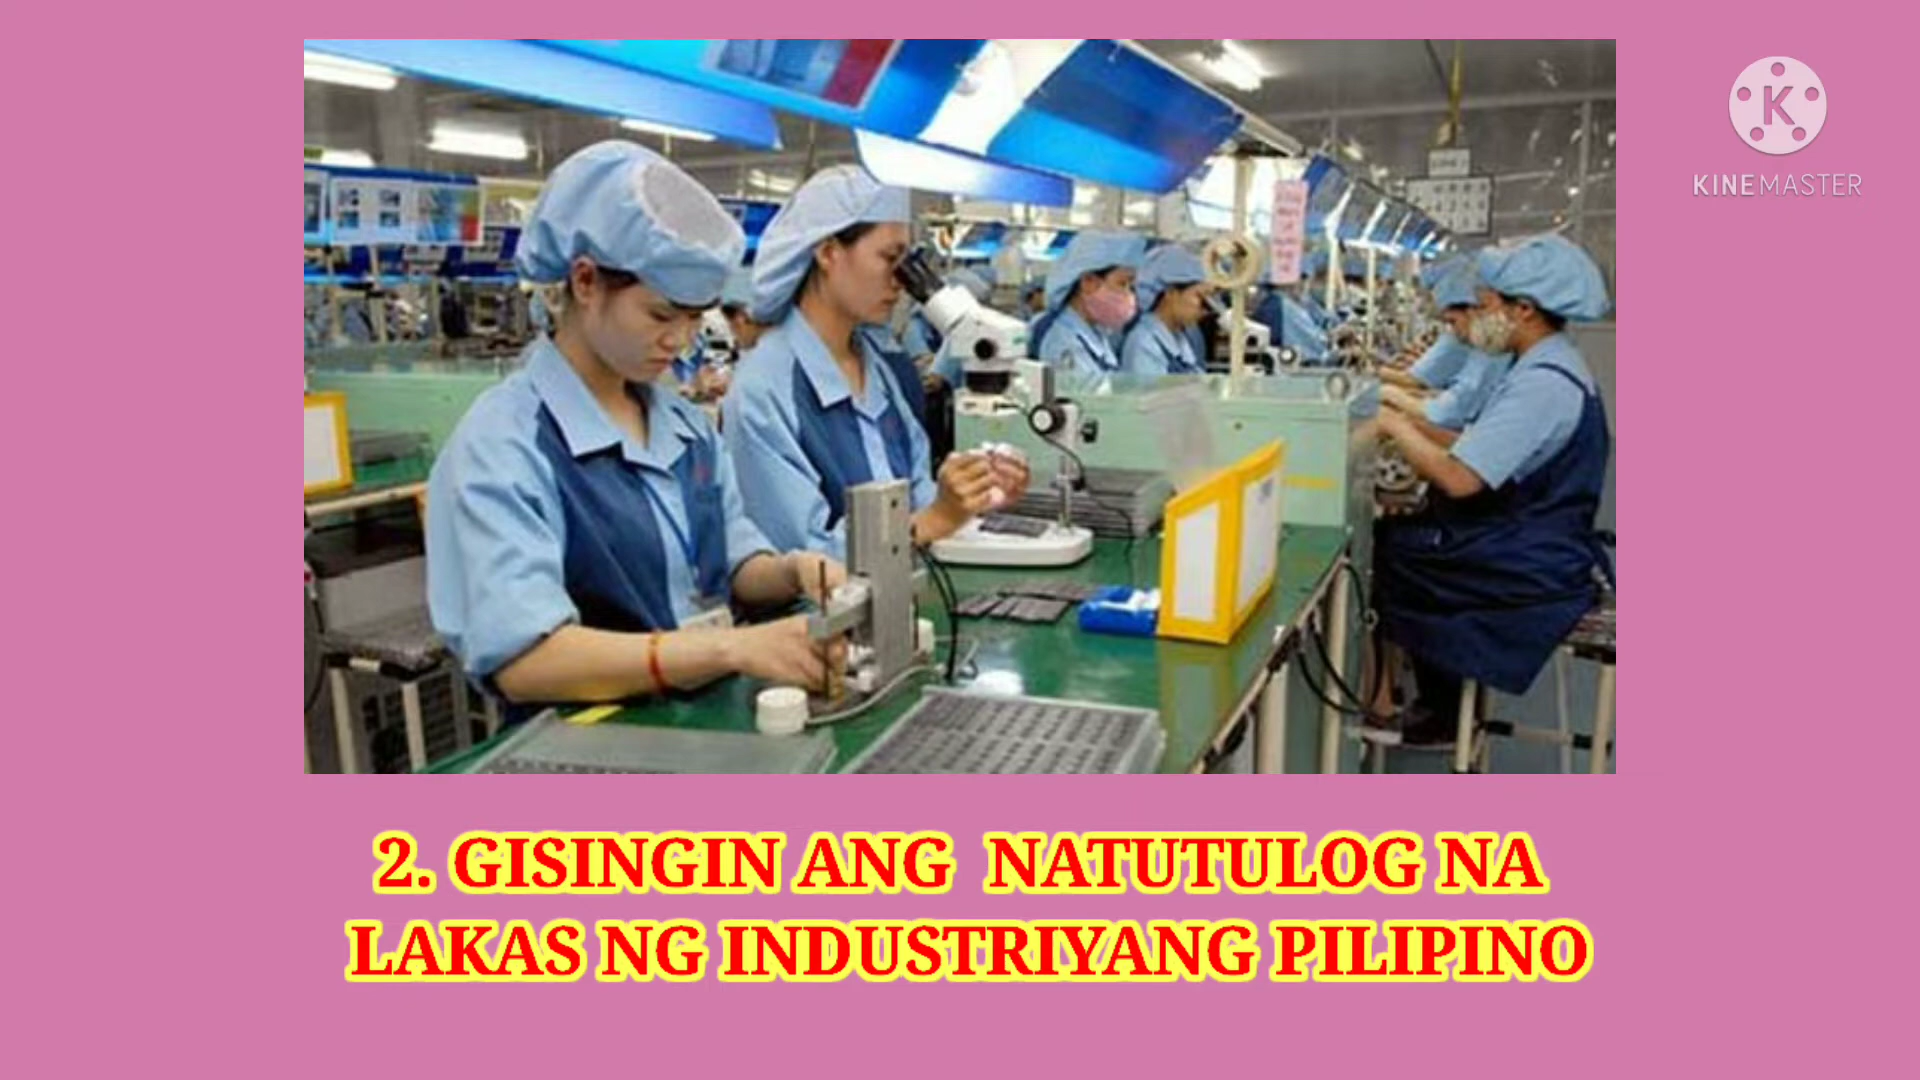 K
KINEMASTER
2. GISINGIN ANG NATUTULOG NA
LAKAS NG INDUSTRIYANG PILIPINO